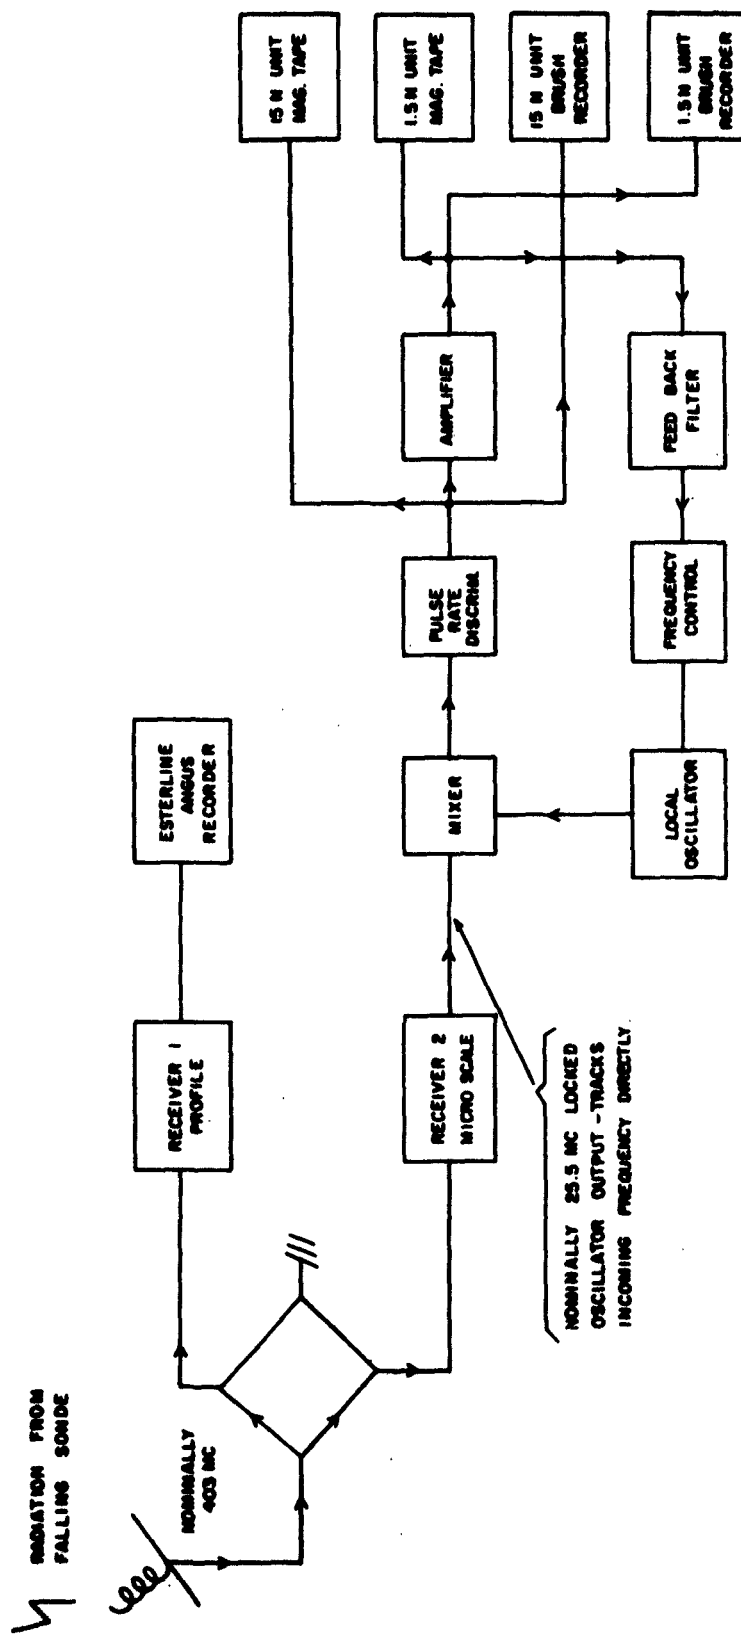 RADIATION FROM
FALLING SONDE
NOMINALLY
403 MC
RECEIVER 1
PROFILE
ESTERLINE
ANGUS
RECORDER
RECEIVER 2
MICRO SCALE
NOMINALLY 25.5 MC LOCKED
OSCILLATOR OUTPUT - TRACKS
INCOMING FREQUENCY DIRECTLY
MIXER
LOCAL
OSCILLATOR
PULSE
RATE
DISCRIM.
FREQUENCY
CONTROL
AMPLIFIER
FEED BACK
FILTER
15 N UNIT
MAG. TAPE
1.5 N UNIT
MAG. TAPE
15 N UNIT
BRUSH
RECORDER
1.5 N UNIT
BRUSH
RECORDER